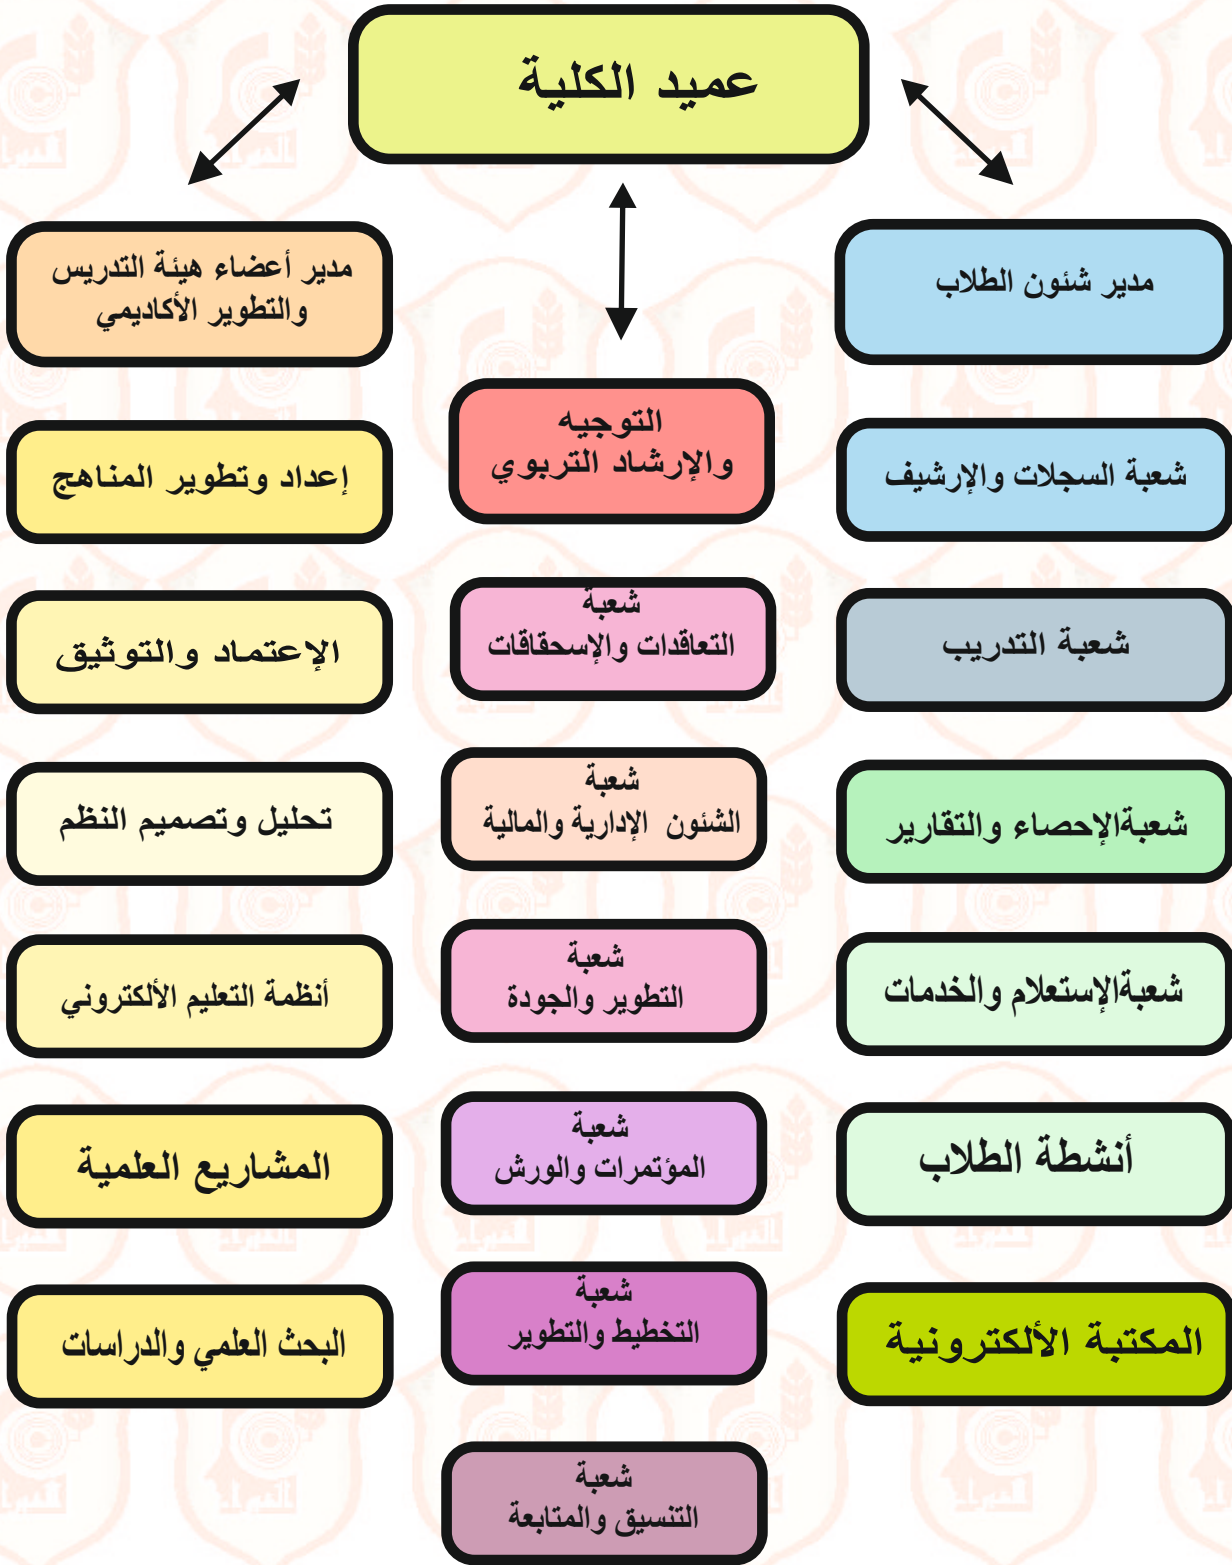 عميد الكلية
مدير شئون الطلاب
شعبة السجلات والإرشيف
شعبة التدريب
شعبةالإحصاء والتقارير
شعبةالإستعلام والخدمات
أنشطة الطلاب
المكتبة الألكترونية
التوجيه
والإرشاد التربوي
شعبة
التعاقدات والإسحقاقات
شعبة
الشئون الإدارية والمالية
شعبة
التطوير والجودة
شعبة
المؤتمرات والورش
شعبة
التخطيط والتطوير
شعبة
التنسيق والمتابعة
مدير أعضاء هيئة التدريس
والتطوير الأكاديمي
إعداد وتطوير المناهج
الإعتماد والتوثيق
تحليل وتصميم النظم
أنظمة التعليم الألكتروني
المشاريع العلمية
البحث العلمي والدراسات